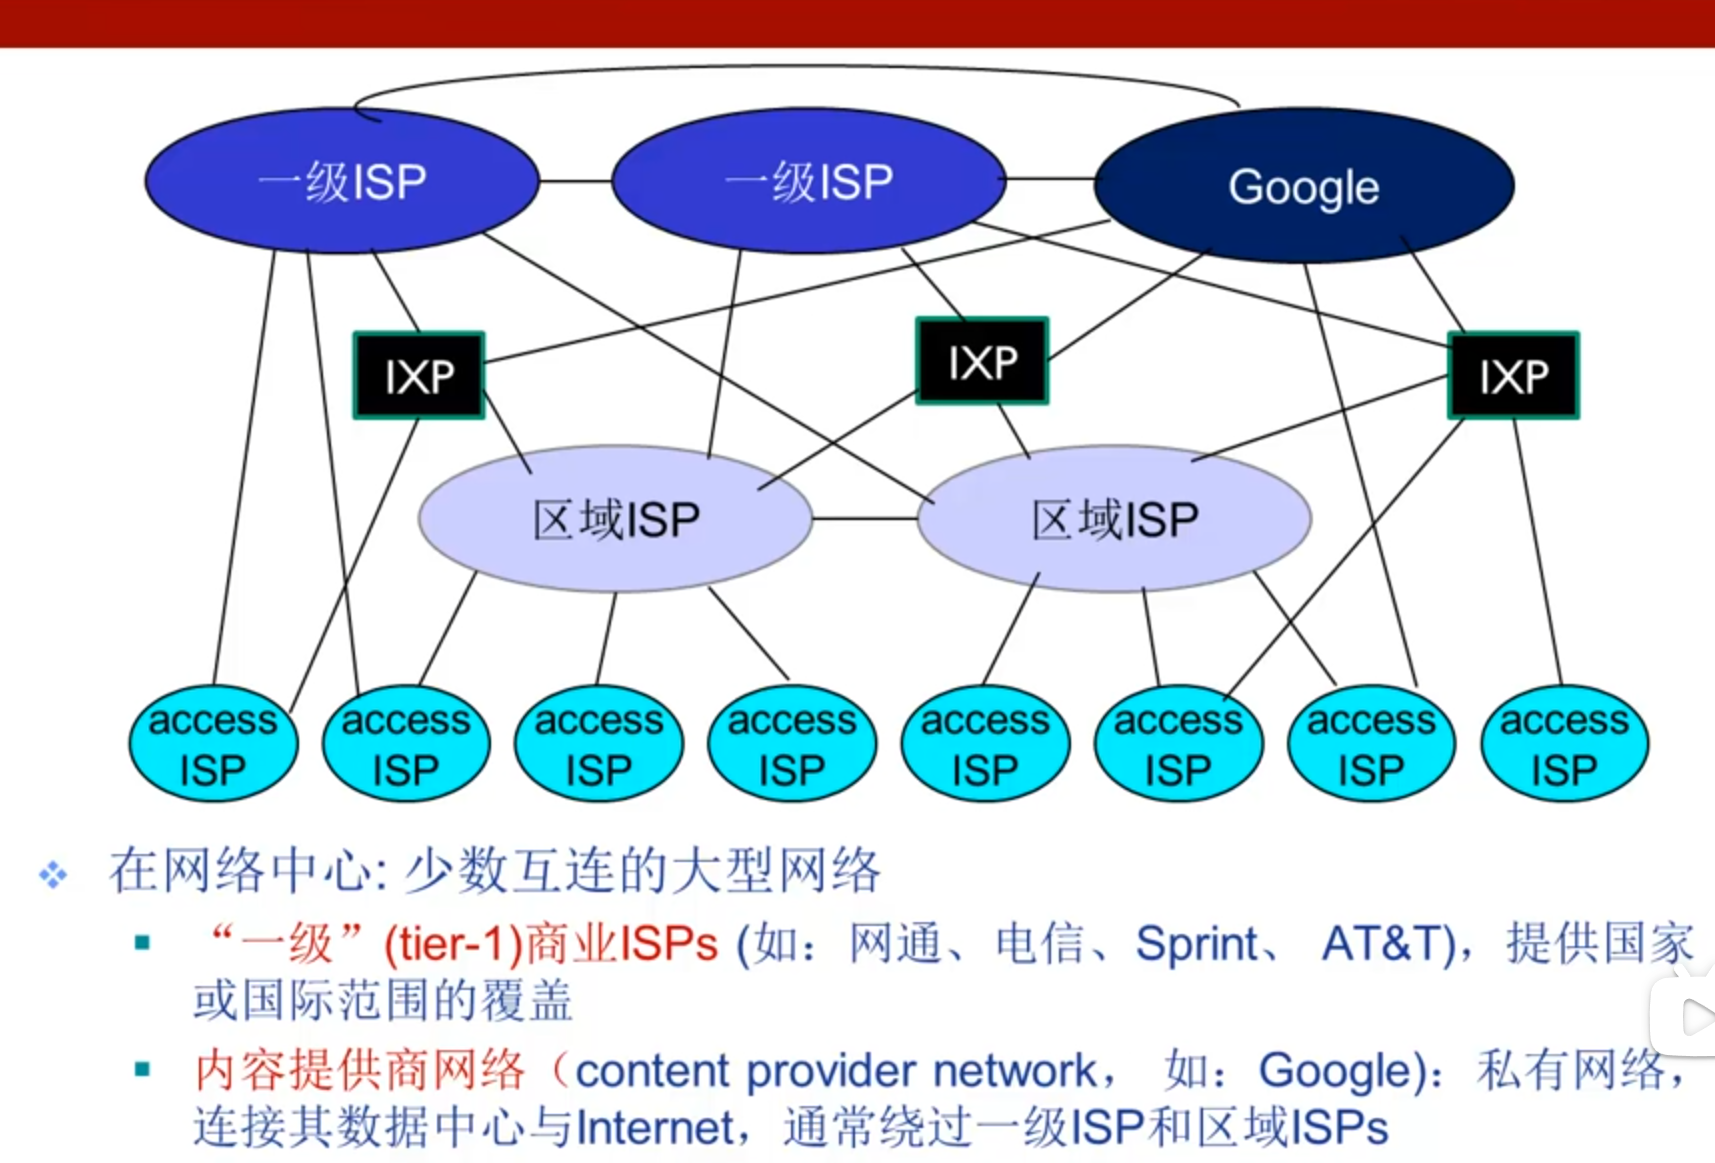 一级ISP
一级ISP
Google
IXP
IXP
IXP
区域ISP
区域ISP
access
ISP
access
ISP
access
ISP
access
ISP
access
ISP
access
ISP
access
ISP
access
ISP
在网络中心: 少数互连的大型网络
“一级”(tier-1)商业ISPs (如：网通、电信、Sprint、 AT&T)，提供国家
或国际范围的覆盖
内容提供商网络（content provider network， 如：Google)：私有网络，
连接其数据中心与Internet，通常绕过一级ISP和区域ISPs